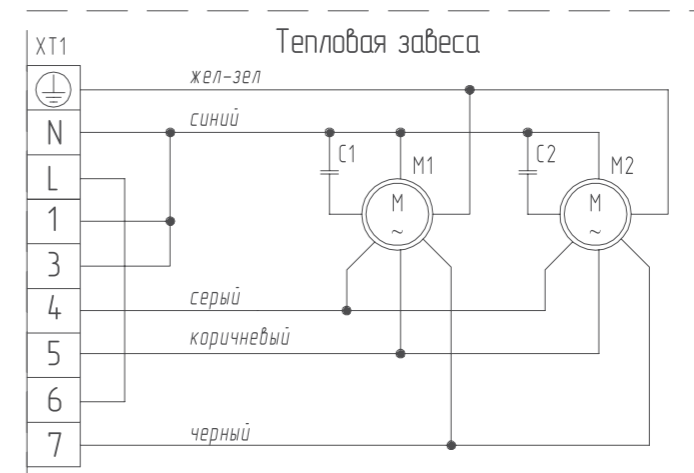 Тепловая завеса
XT1
жел-зел
N
синий
L
C1
M1
C2
M2
1
M
~
M
~
3
4
серый
5
коричневый
6
7
черный